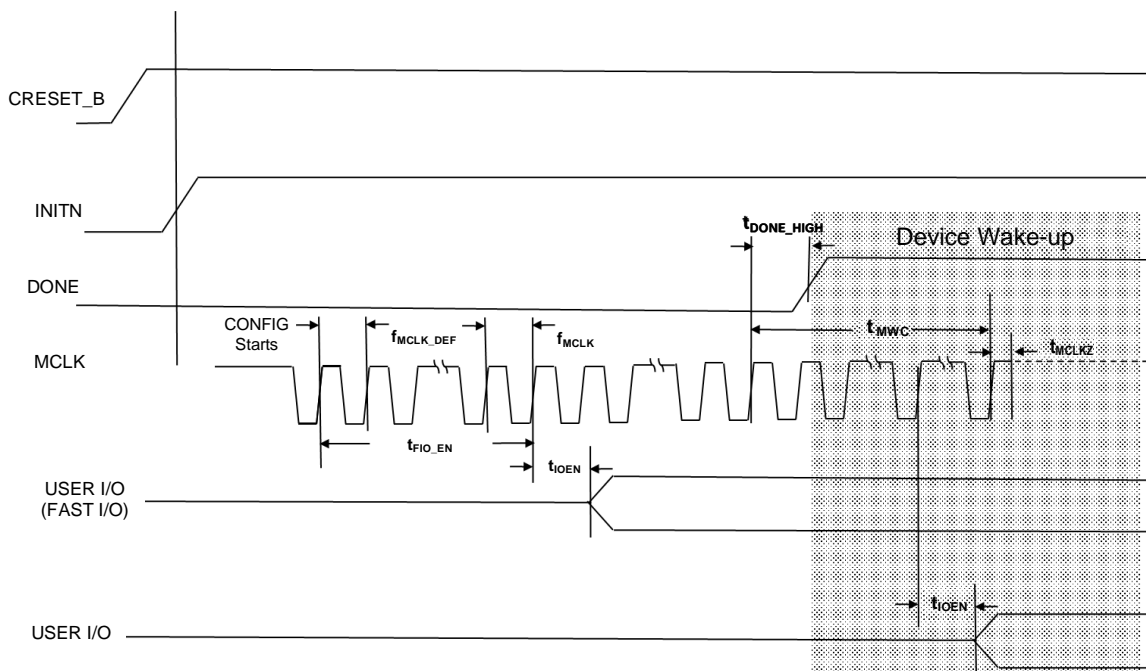 CRESET_B
INITN
tDONE_HIGH
Device Wake-up
DONE
CONFIG
Starts
fMCLK_DEF
fMCLK
tMWC
tMCLKZ
MCLK
tFIO_EN
tIOEN
USER I/O
(FAST I/O)
tIOEN
USER I/O